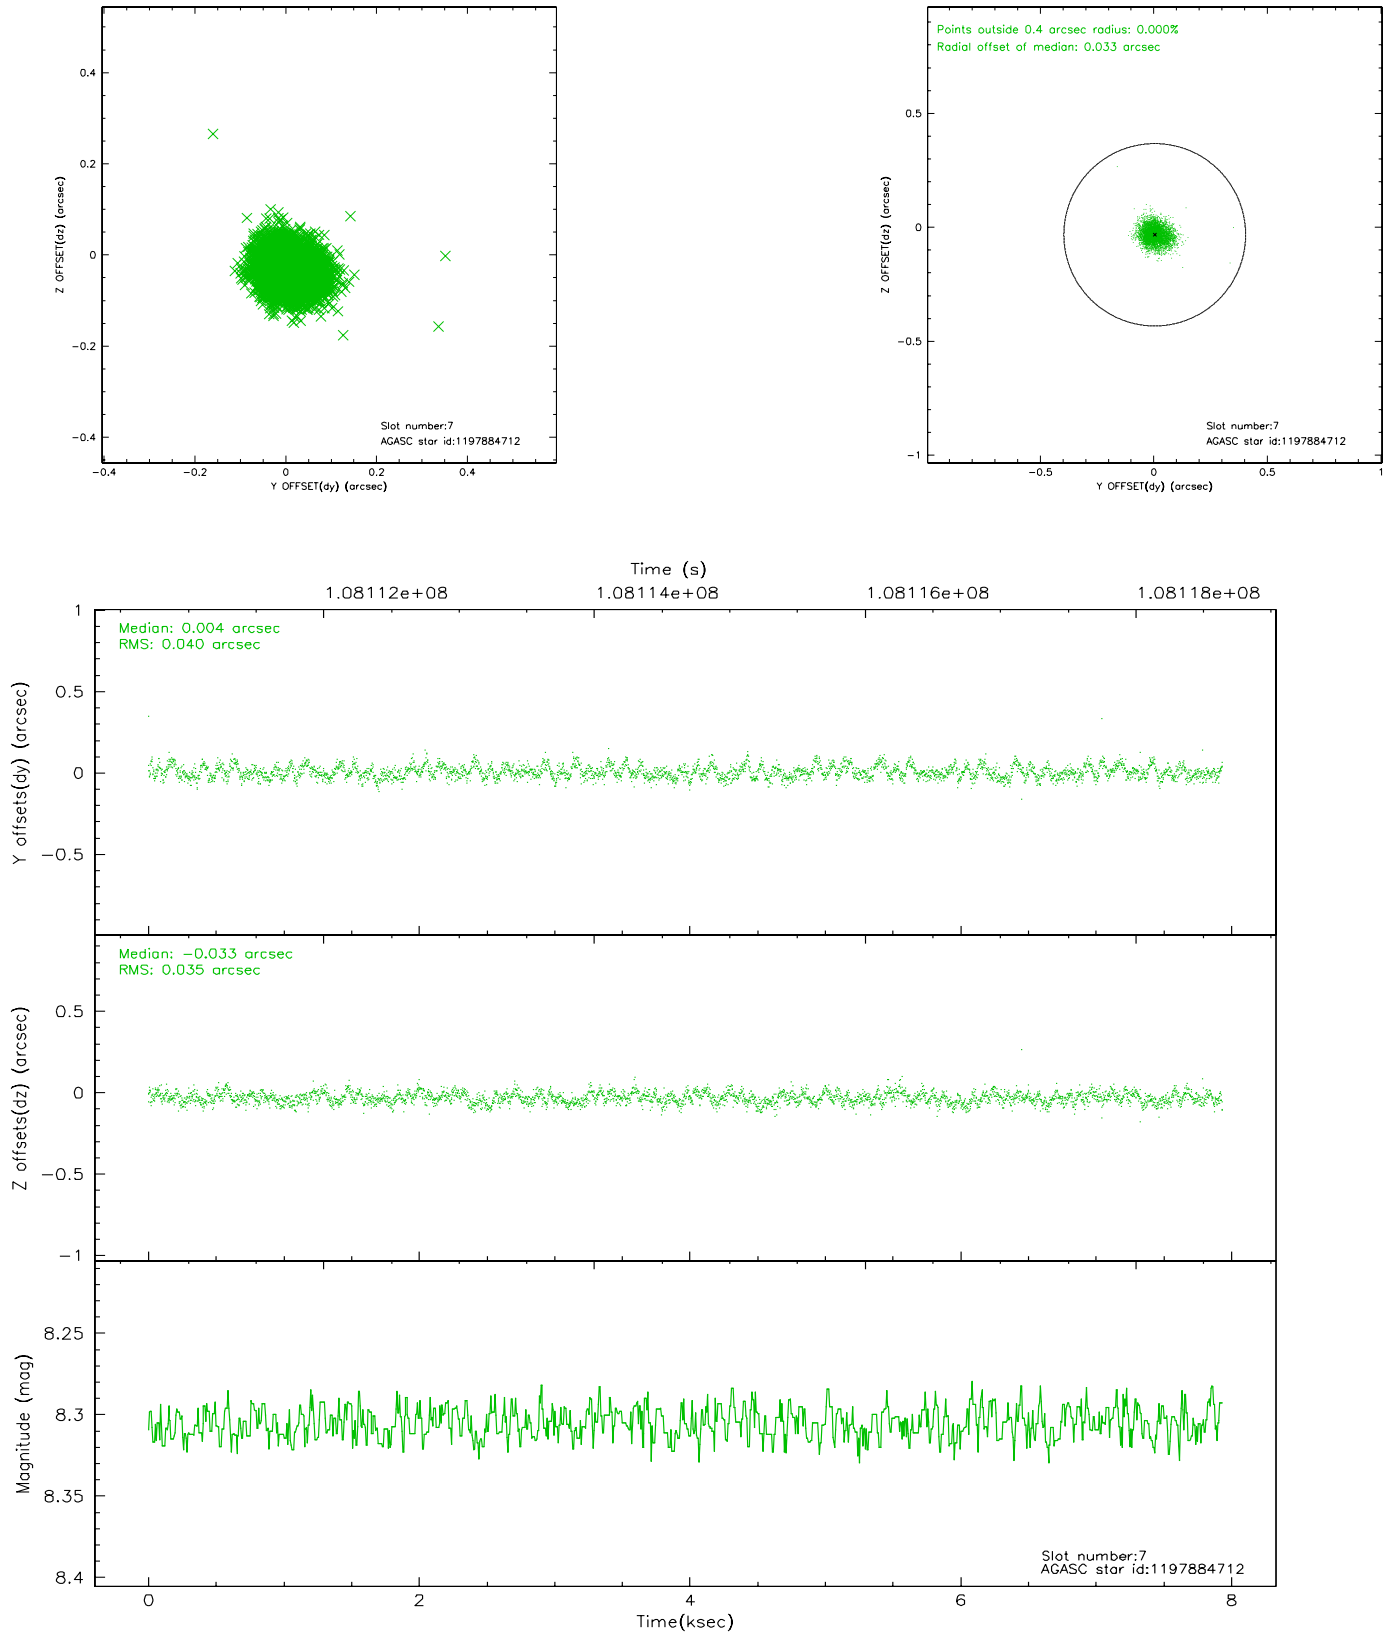 0.4
0.2
0
−0.2
−0.4
Z OFFSET(dz) (arcsec)
−0.4 −0.2 0 0.2 0.4
Y OFFSET(dy) (arcsec)
Slot number:7
AGASC star id:1197884712
Points outside 0.4 arcsec radius: 0.000%
Radial offset of median: 0.033 arcsec
0.5
0
−0.5
−1
Z OFFSET(dz) (arcsec)
−0.5 0 0.5 1
Y OFFSET(dy) (arcsec)
Slot number:7
AGASC star id:1197884712
Time (s)
1.08112e+08 1.08114e+08 1.08116e+08 1.08118e+08
1
0.5
0
−0.5
Y offsets(dy) (arcsec)
Median: 0.004 arcsec
RMS: 0.040 arcsec
0.5
0
−0.5
−1
Z offsets(dz) (arcsec)
Median: −0.033 arcsec
RMS: 0.035 arcsec
8.25
8.3
8.35
8.4
Magnitude (mag)
Slot number:7
AGASC star id:1197884712
0 2 4 6 8
Time(ksec)